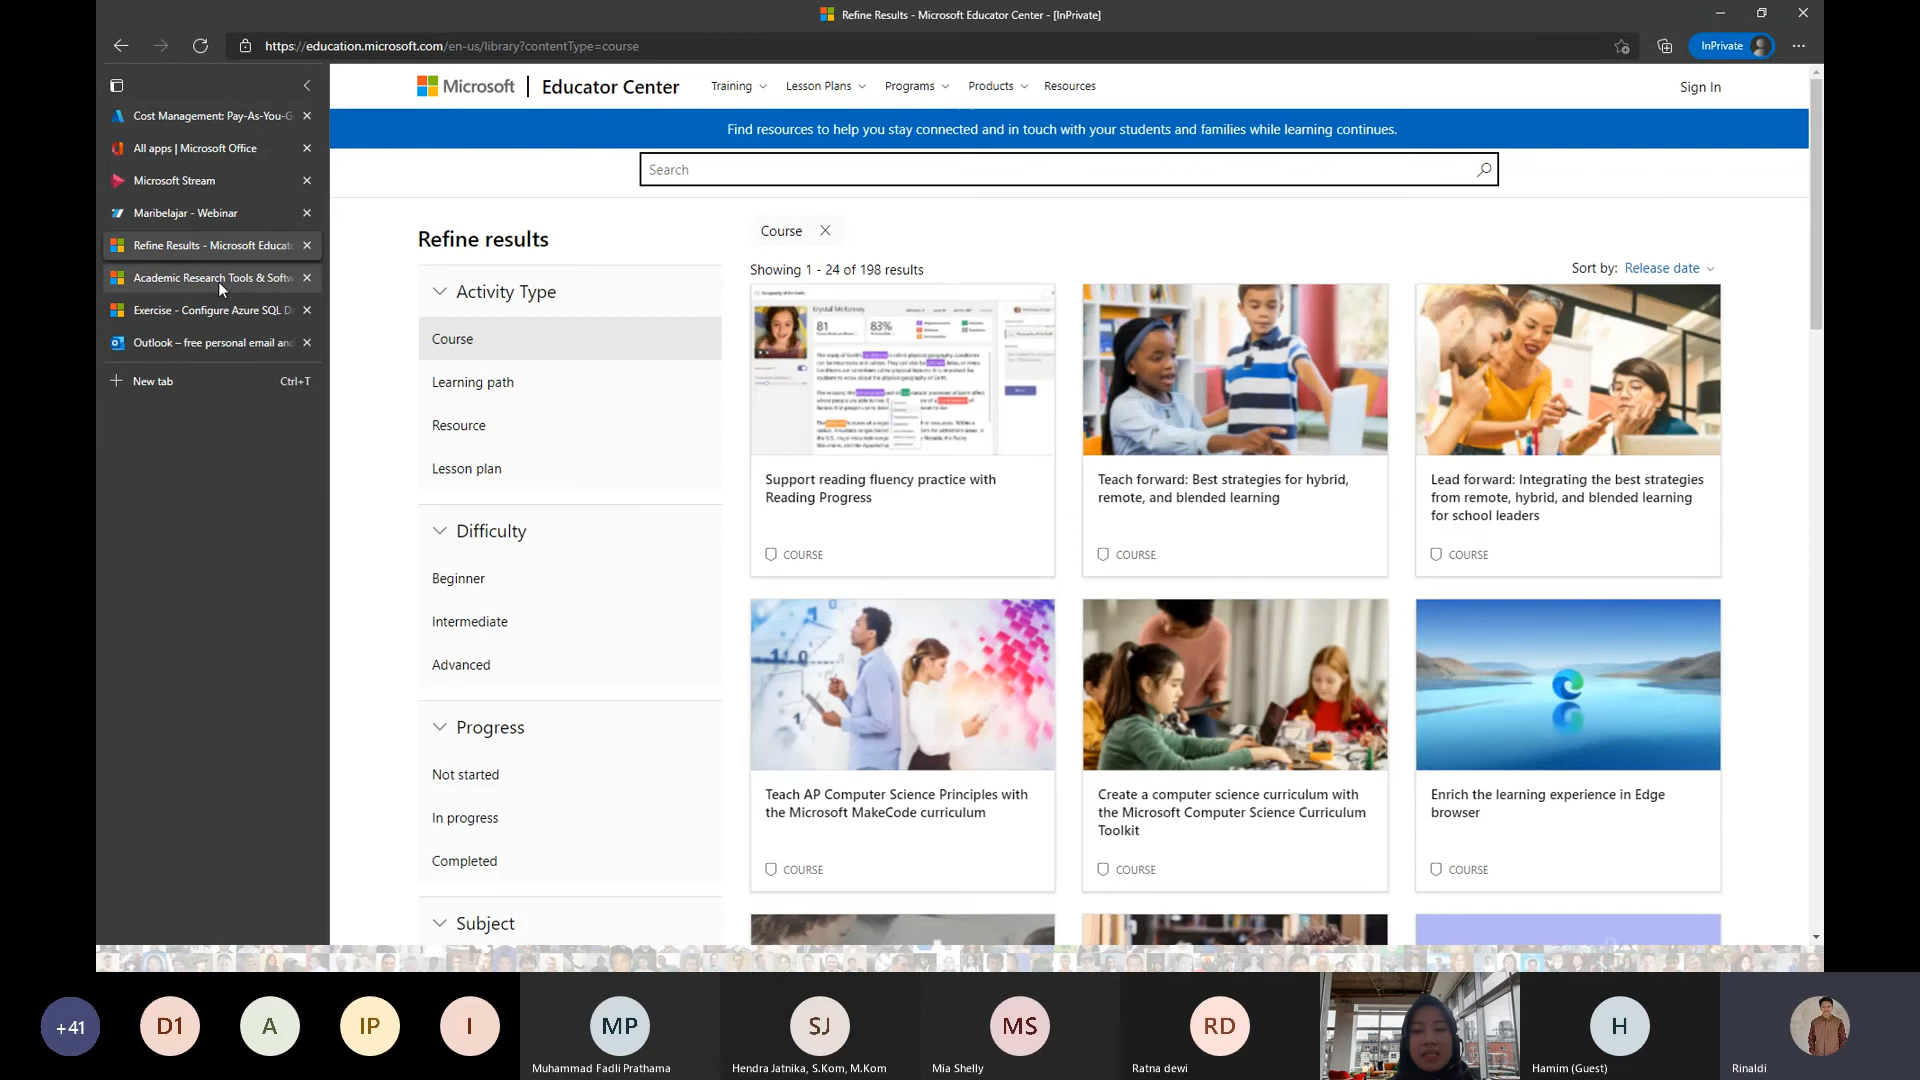 Refine Results - Microsoft Educator Center - [InPrivate]
https://education.microsoft.com/en-us/library?contentType=course
InPrivate
Cost Management: Pay-As-You-G
All apps | Microsoft Office
Microsoft Stream
Maribelajar - Webinar
Refine Results - Microsoft Educat
Academic Research Tools & Softw
Exercise - Configure Azure SQL Da
Outlook – free personal email and
New tab Ctrl+T
Microsoft | Educator Center Training Lesson Plans Programs Products Resources Sign In
Find resources to help you stay connected and in touch with your students and families while learning continues.
Search
Refine results
Activity Type
Course
Learning path
Resource
Lesson plan
Difficulty
Beginner
Intermediate
Advanced
Progress
Not started
In progress
Completed
Subject
Course
Showing 1 - 24 of 198 results
Sort by: Release date
81 83%
Support reading fluency practice with
Reading Progress
COURSE
Teach forward: Best strategies for hybrid,
remote, and blended learning
COURSE
Lead forward: Integrating the best strategies
from remote, hybrid, and blended learning
for school leaders
COURSE
Teach AP Computer Science Principles with
the Microsoft MakeCode curriculum
COURSE
Create a computer science curriculum with
the Microsoft Computer Science Curriculum
Toolkit
COURSE
Enrich the learning experience in Edge
browser
COURSE
+41
D1
A
IP
I
MP
Muhammad Fadli Prathama
SJ
Hendra Jatnika, S.Kom, M.Kom
MS
Mia Shelly
RD
Ratna dewi
H
Hamim (Guest)
Rinaldi